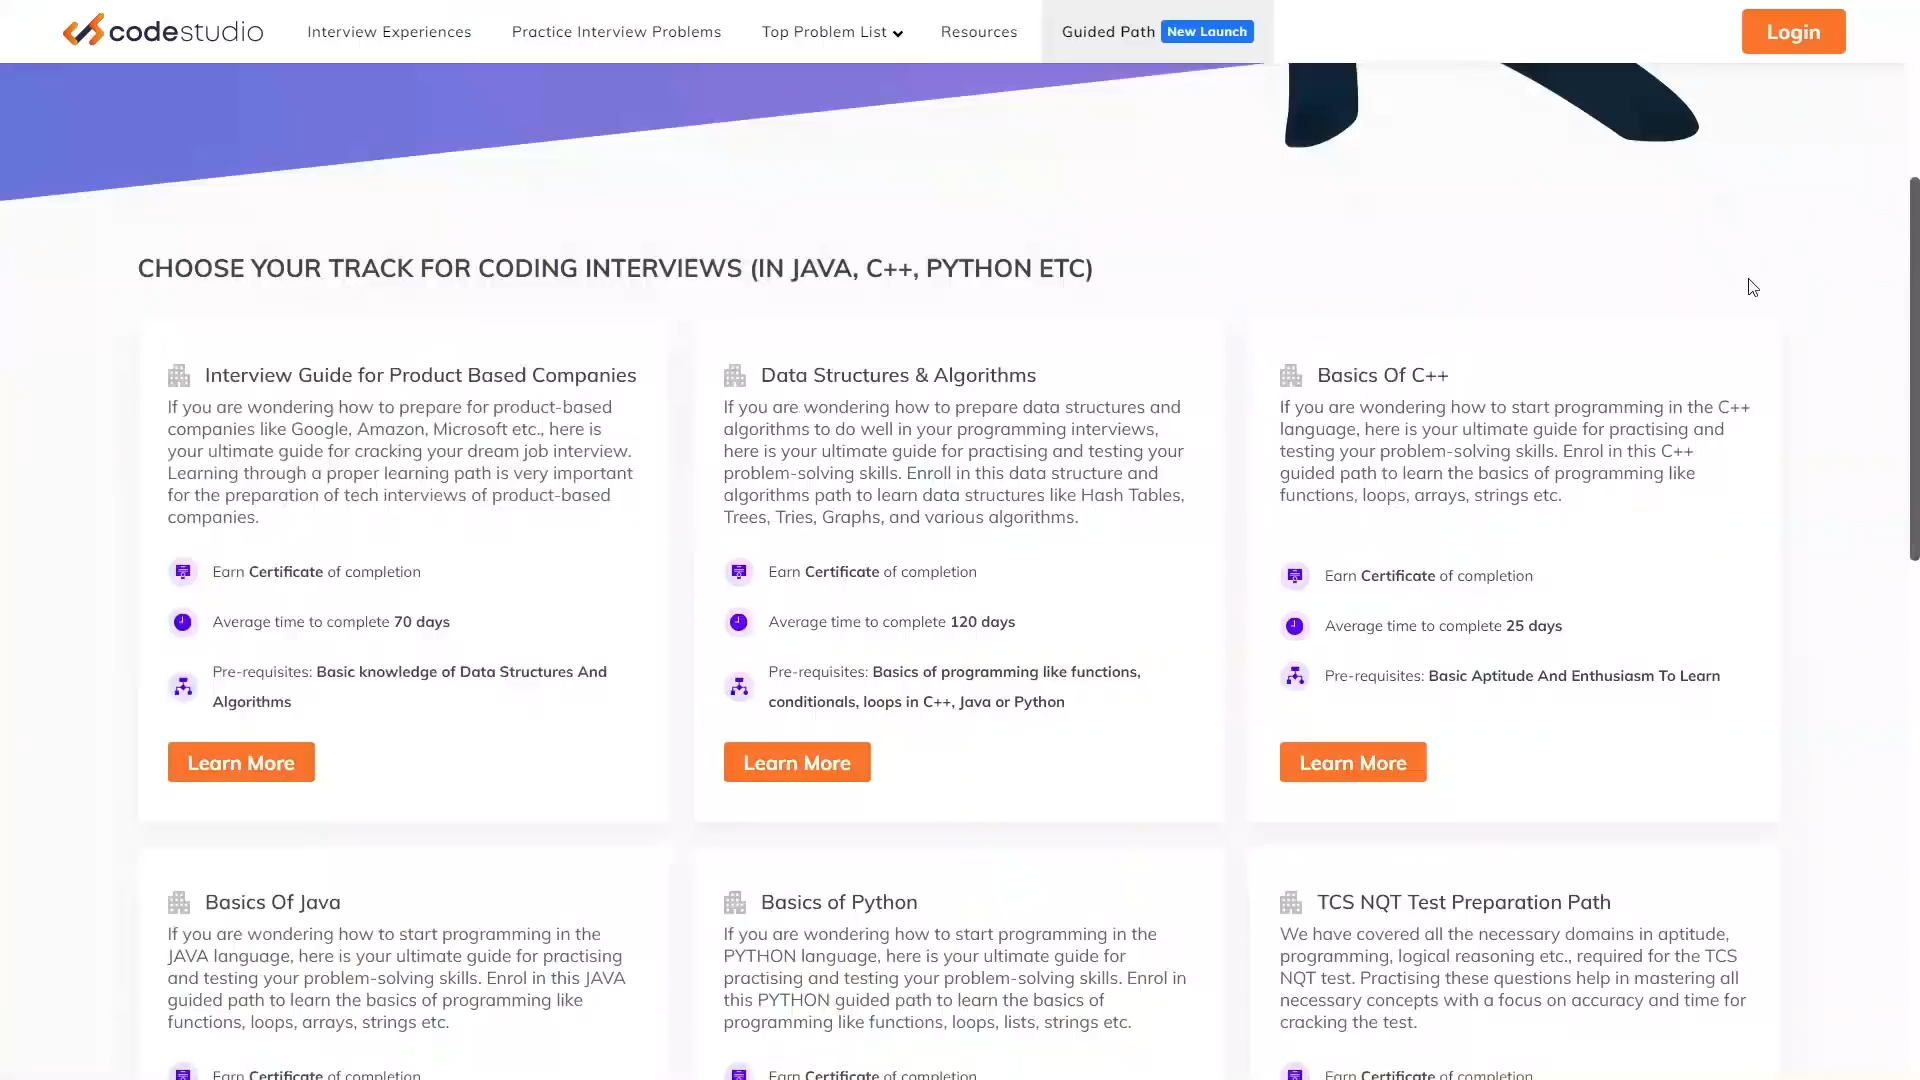 codestudio
Interview Experiences
Practice Interview Problems
Top Problem List
Resources
Guided Path New Launch
Login
CHOOSE YOUR TRACK FOR CODING INTERVIEWS (IN JAVA, C++, PYTHON ETC)
Interview Guide for Product Based Companies
If you are wondering how to prepare for product-based
companies like Google, Amazon, Microsoft etc., here is
your ultimate guide for cracking your dream job interview.
Learning through a proper learning path is very important
for the preparation of tech interviews of product-based
companies.
Earn Certificate of completion
Average time to complete 70 days
Pre-requisites: Basic knowledge of Data Structures And
Algorithms
Learn More
Data Structures & Algorithms
If you are wondering how to prepare data structures and
algorithms to do well in your programming interviews,
here is your ultimate guide for practising and testing your
problem-solving skills. Enroll in this data structure and
algorithms path to learn data structures like Hash Tables,
Trees, Tries, Graphs, and various algorithms.
Earn Certificate of completion
Average time to complete 120 days
Pre-requisites: Basics of programming like functions,
conditionals, loops in C++, Java or Python
Learn More
Basics Of C++
If you are wondering how to start programming in the C++
language, here is your ultimate guide for practising and
testing your problem-solving skills. Enrol in this C++
guided path to learn the basics of programming like
functions, loops, arrays, strings etc.
Earn Certificate of completion
Average time to complete 25 days
Pre-requisites: Basic Aptitude And Enthusiasm To Learn
Learn More
Basics Of Java
If you are wondering how to start programming in the
JAVA language, here is your ultimate guide for practising
and testing your problem-solving skills. Enrol in this JAVA
guided path to learn the basics of programming like
functions, loops, arrays, strings etc.
Earn Certificate of completion
Basics of Python
If you are wondering how to start programming in the
PYTHON language, here is your ultimate guide for
practising and testing your problem-solving skills. Enrol in
this PYTHON guided path to learn the basics of
programming like functions, loops, lists, strings etc.
Earn Certificate of completion
TCS NQT Test Preparation Path
We have covered all the necessary domains in aptitude,
programming, logical reasoning etc., required for the TCS
NQT test. Practising these questions help in mastering all
necessary concepts with a focus on accuracy and time for
cracking the test.
Earn Certificate of completion